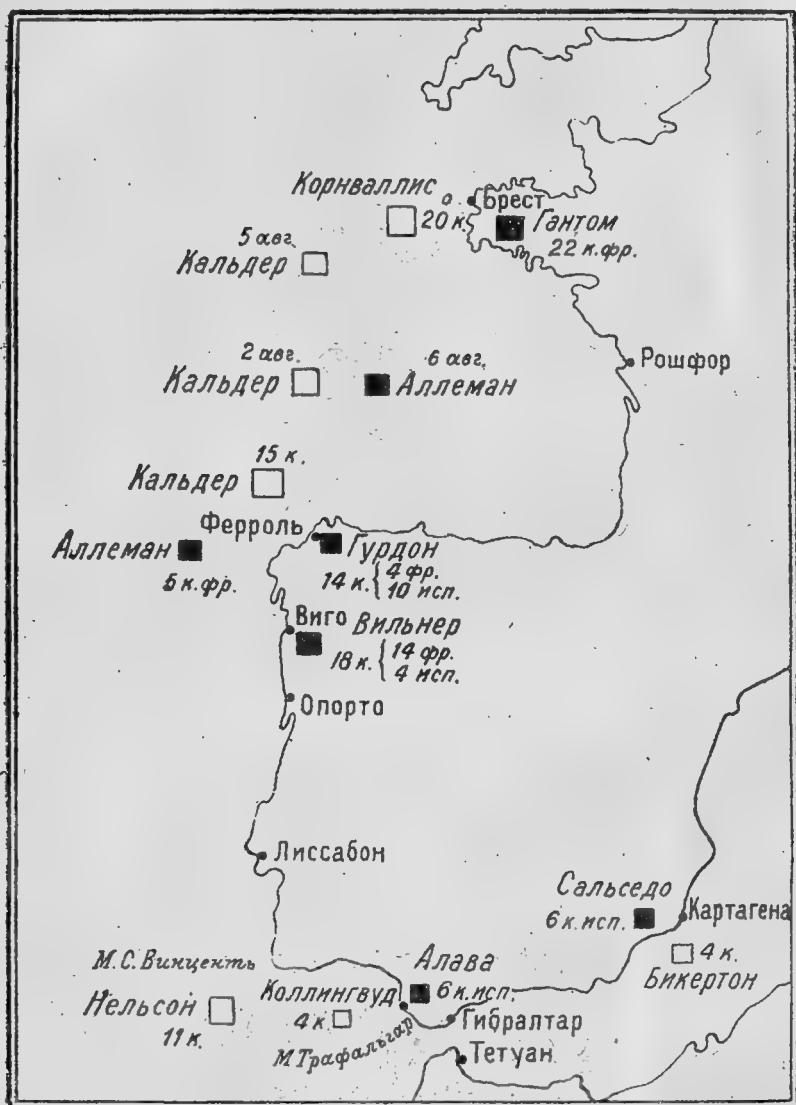 Корнваллис
20 к.
Брест
Гантом
22 к.фр.
5 авг.
Кальдер
2 авг.
Кальдер
6 авг.
Аллеман
Рошфор
15 к.
Кальдер
Ферроль
Аллеман
5 к.фр.
Гурдон
14 к. { 4 фр.
10 исп.
Виго
Вильнер
18 к. { 14 фр.
4 исп.
Опорто
Лиссабон
Сальседо
6 к.исп.
Картагена
4 к.
Бикертон
М.С.Винцентъ
Нельсон
11 к.
Коллингвуд
4 к
Алава
6 к.исп.
М Трафальгар
Гибралтар
Тетуан